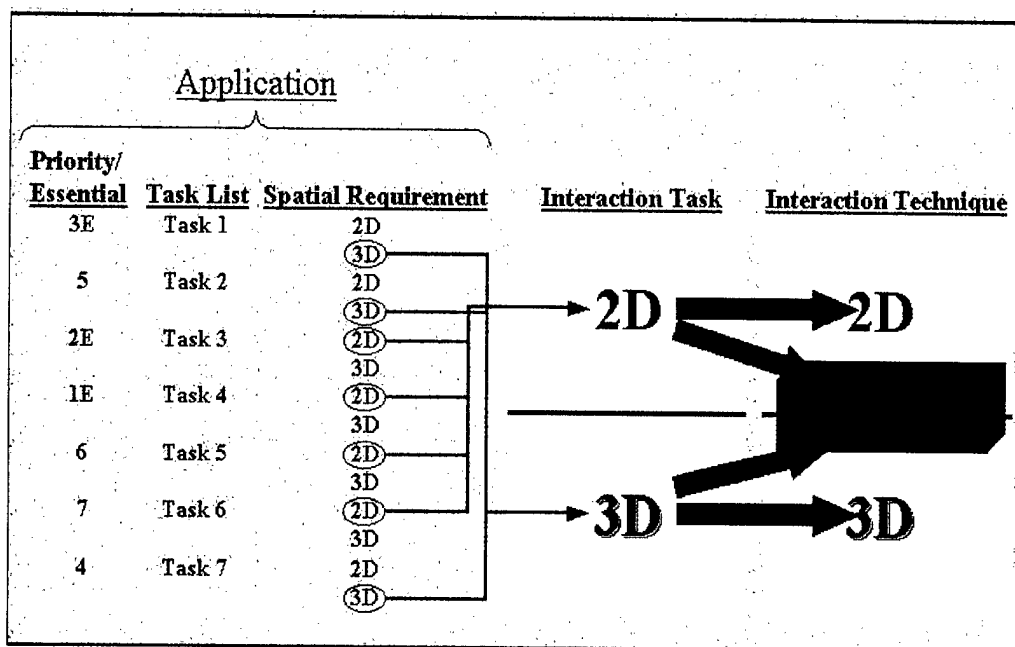 Application
Priority/
Essential Task List Spatial Requirement Interaction Task Interaction Technique
3E Task 1 2D
3D
5 Task 2 2D
3D
2E Task 3 2D
3D
1E Task 4 2D
3D
6 Task 5 2D
3D
7 Task 6 2D
3D
4 Task 7 2D
3D
2D 2D
3D 3D